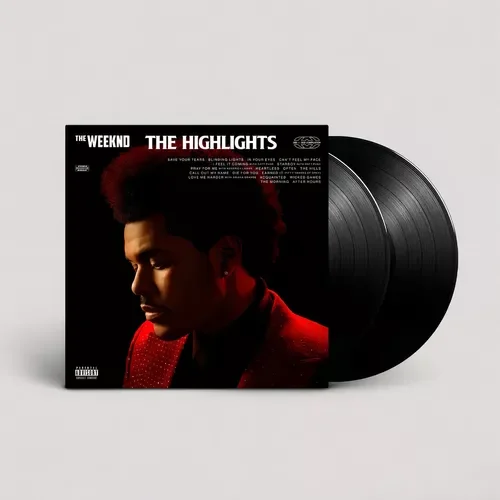 THE WEEKND THE HIGHLIGHTS
SAVE YOUR TEARS BLINDING LIGHTS IN YOUR EYES CAN'T FEEL MY FACE
I FEEL IT COMING STARBOY
PRAY FOR ME HEARTLESS OFTEN THE HILLS
CALL OUT MY NAME DIE FOR YOU EARNED IT
LOVE ME HARDER ACQUAINTED WICKED GAMES
THE MORNING AFTER HOURS
PARENTAL
ADVISORY
EXPLICIT CONTENT